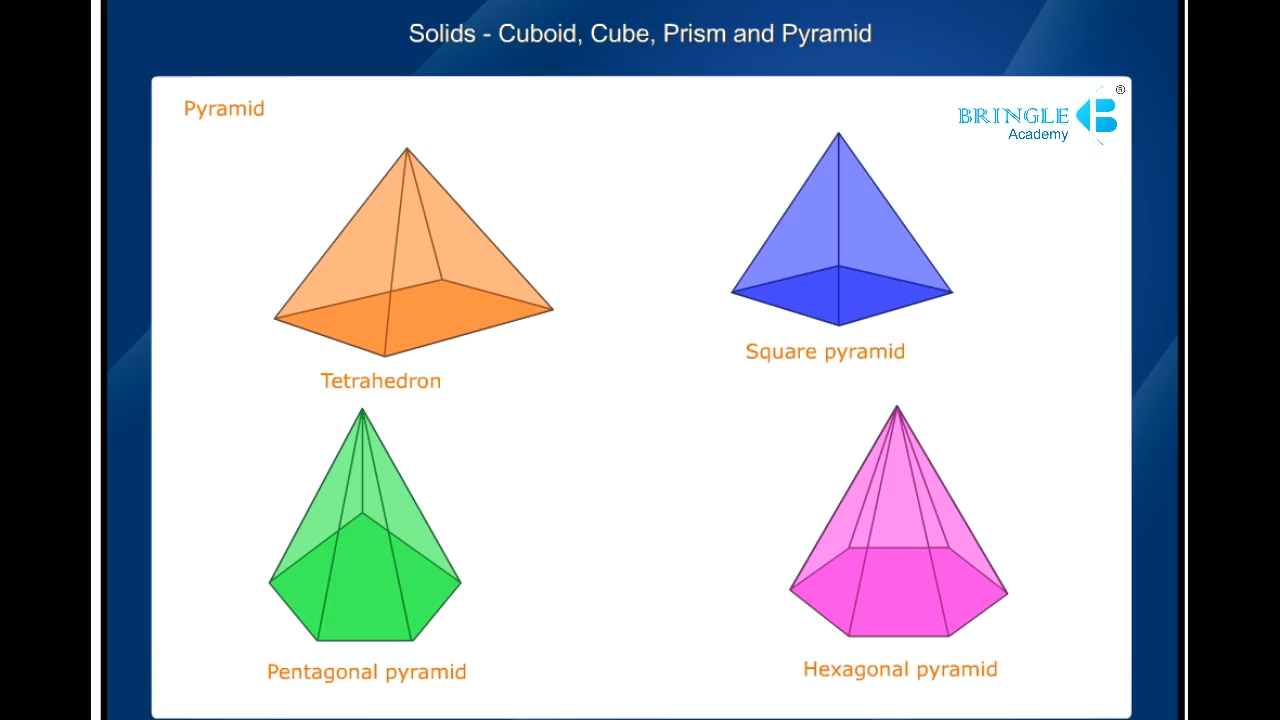 Solids - Cuboid, Cube, Prism and Pyramid
Pyramid
BRINGLE ®
Academy
Tetrahedron
Square pyramid
Pentagonal pyramid
Hexagonal pyramid